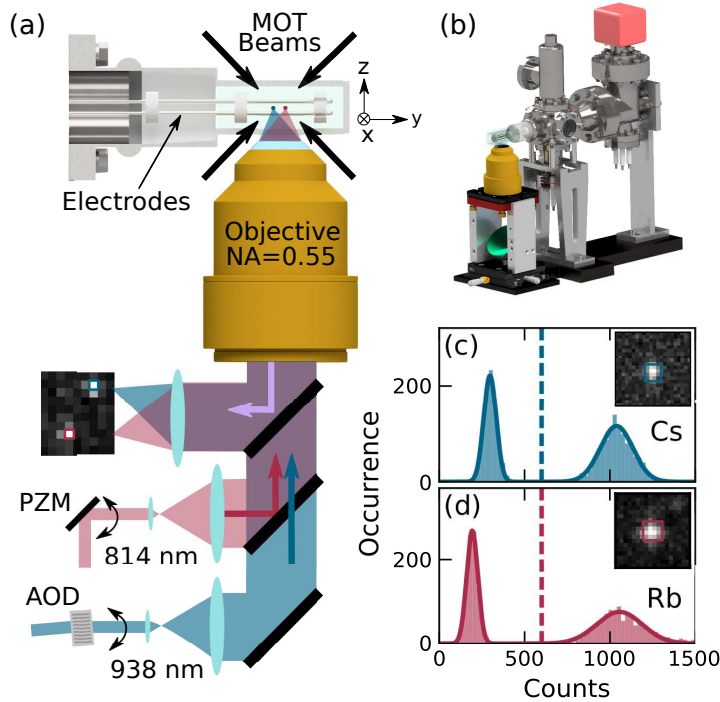 (a)
MOT
Beams
z
y
x
Electrodes
Objective
NA=0.55
PZM
814 nm
AOD
938 nm
(b)
(c)
200
0
Cs
Occurrence
(d)
200
0
Rb
0
500
1000
1500
Counts